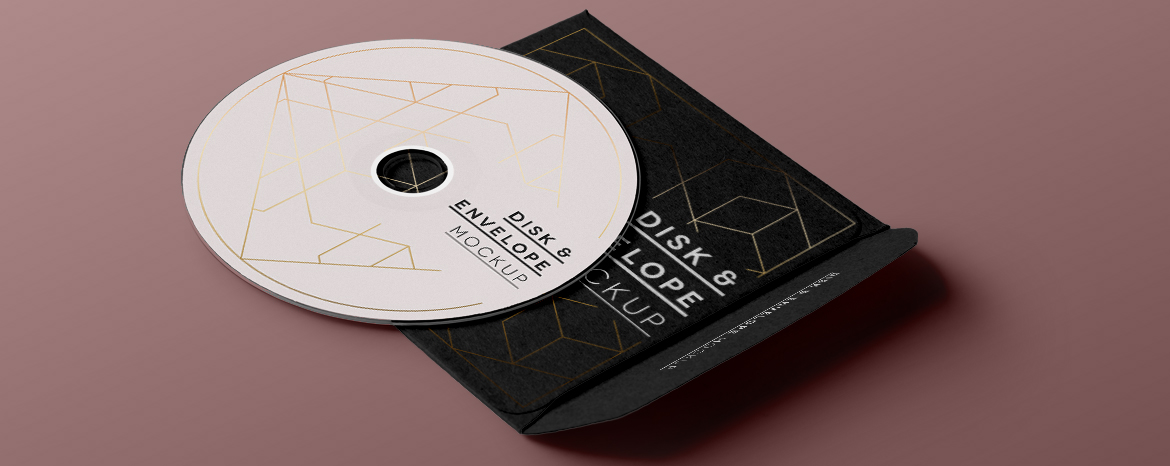 DISK &
ENVELOPE
MOCKUP
DISK &
ELOPE
CKUP